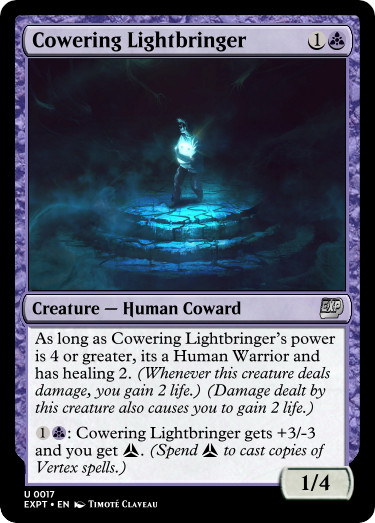 Cowering Lightbringer 1
Creature — Human Coward
EXP
As long as Cowering Lightbringer's power
is 4 or greater, its a Human Warrior and
has healing 2. (Whenever this creature deals
damage, you gain 2 life.) (Damage dealt by
this creature also causes you to gain 2 life.)
1 : Cowering Lightbringer gets +3/-3
and you get . (Spend to cast copies of
Vertex spells.)
1/4
U 0017
EXPT • EN Timoté Claveau